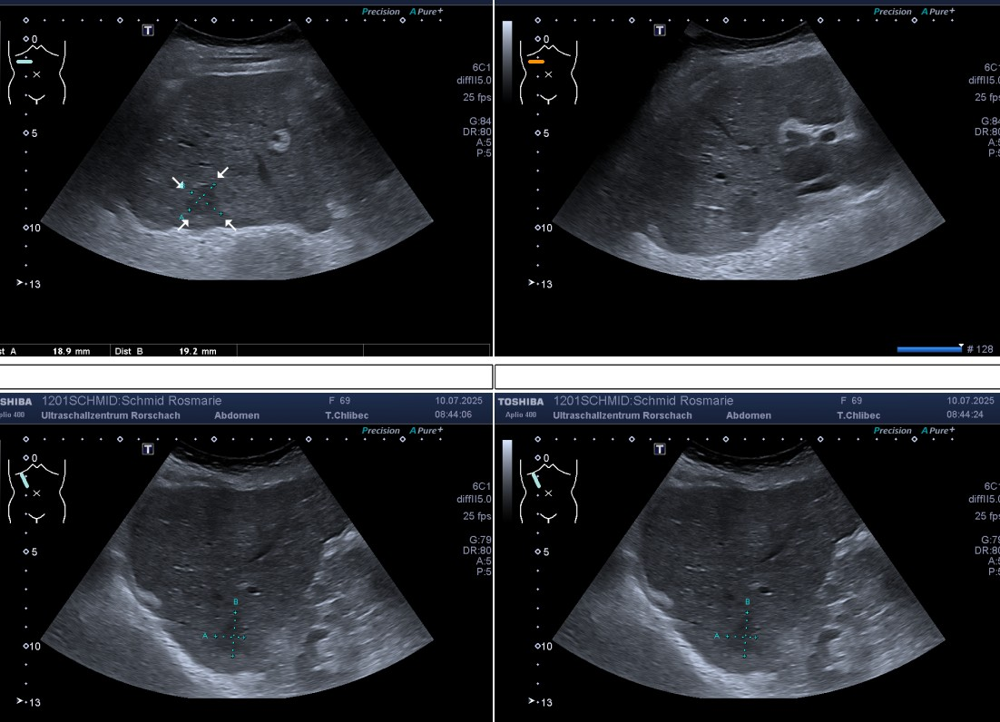 Precision APure+
T
0
5
10
13
6C1
diffII5.0
25 fps
G:84
DR:80
A:5
P:5
st A 18.9 mm Dist B 19.2 mm
Precision APure+
T
0
5
10
13
6C1
diffII5.0
25 fps
G:84
DR:80
A:5
P:5
# 128
SHIBA 1201SCHMID:Schmid Rosmarie F 69 10.07.2025
plio 400 Ultraschallzentrum Rorschach Abdomen T.Chlibec 08:44:06
Precision APure+
T
0
5
10
13
6C1
diffII5.0
25 fps
G:79
DR:80
A:5
P:5
B
A
TOSHIBA 1201SCHMID:Schmid Rosmarie F 69 10.07.2025
Aplio 400 Ultraschallzentrum Rorschach Abdomen T.Chlibec 08:44:24
Precision APure+
T
0
5
10
13
6C1
diffII5.0
25 fps
G:79
DR:80
A:5
P:5
B
A